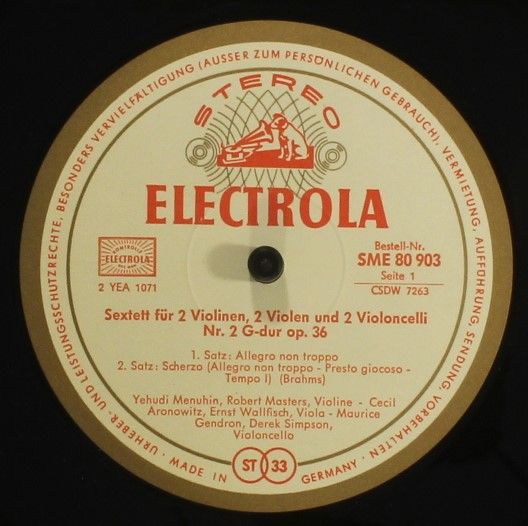 URHEBER- UND LEISTUNGSSCHUTZRECHTE, BESONDERS VERVIELFÄLTIGUNG (AUSSER ZUM PERSÖNLICHEN GEBRAUCH), VERMIETUNG, AUFFÜHRUNG, SENDUNG, VORBEHALTEN
STEREO
ELECTROLA
Bestell-Nr.
SME 80 903
Seite 1
CSDW 7263
ELECTROLA
2 YEA 1071
Sextett für 2 Violinen, 2 Violen und 2 Violoncelli
Nr. 2 G-dur op. 36
1. Satz: Allegro non troppo
2. Satz: Scherzo (Allegro non troppo - Presto giocoso -
Tempo I) (Brahms)
Yehudi Menuhin, Robert Masters, Violine - Cecil
Aronowitz, Ernst Wallfisch, Viola - Maurice
Gendron, Derek Simpson,
Violoncello
MADE IN GERMANY
ST 33